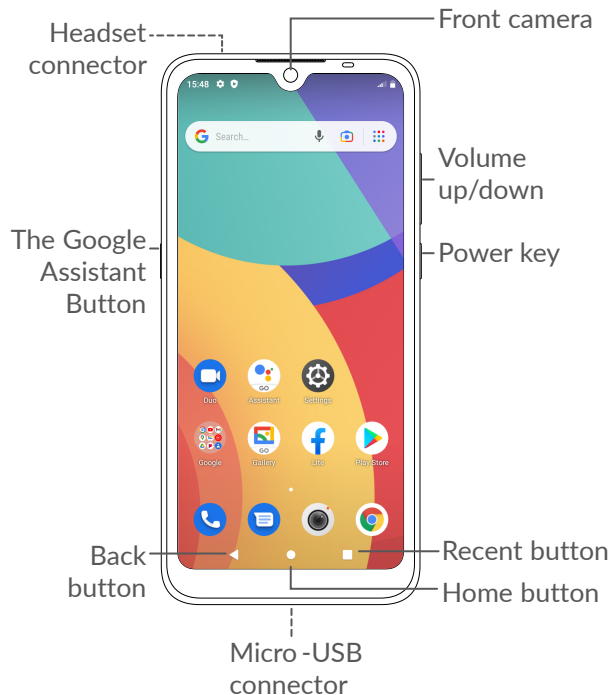 Front camera
Headset
connector
15:48
Search...
Volume
up/down
The Google
Assistant
Button
Power key
GO
Duo
Assistant
Settings
GO
Google
Gallery
Lite
Play Store
Back
button
Recent button
Home button
Micro -USB
connector